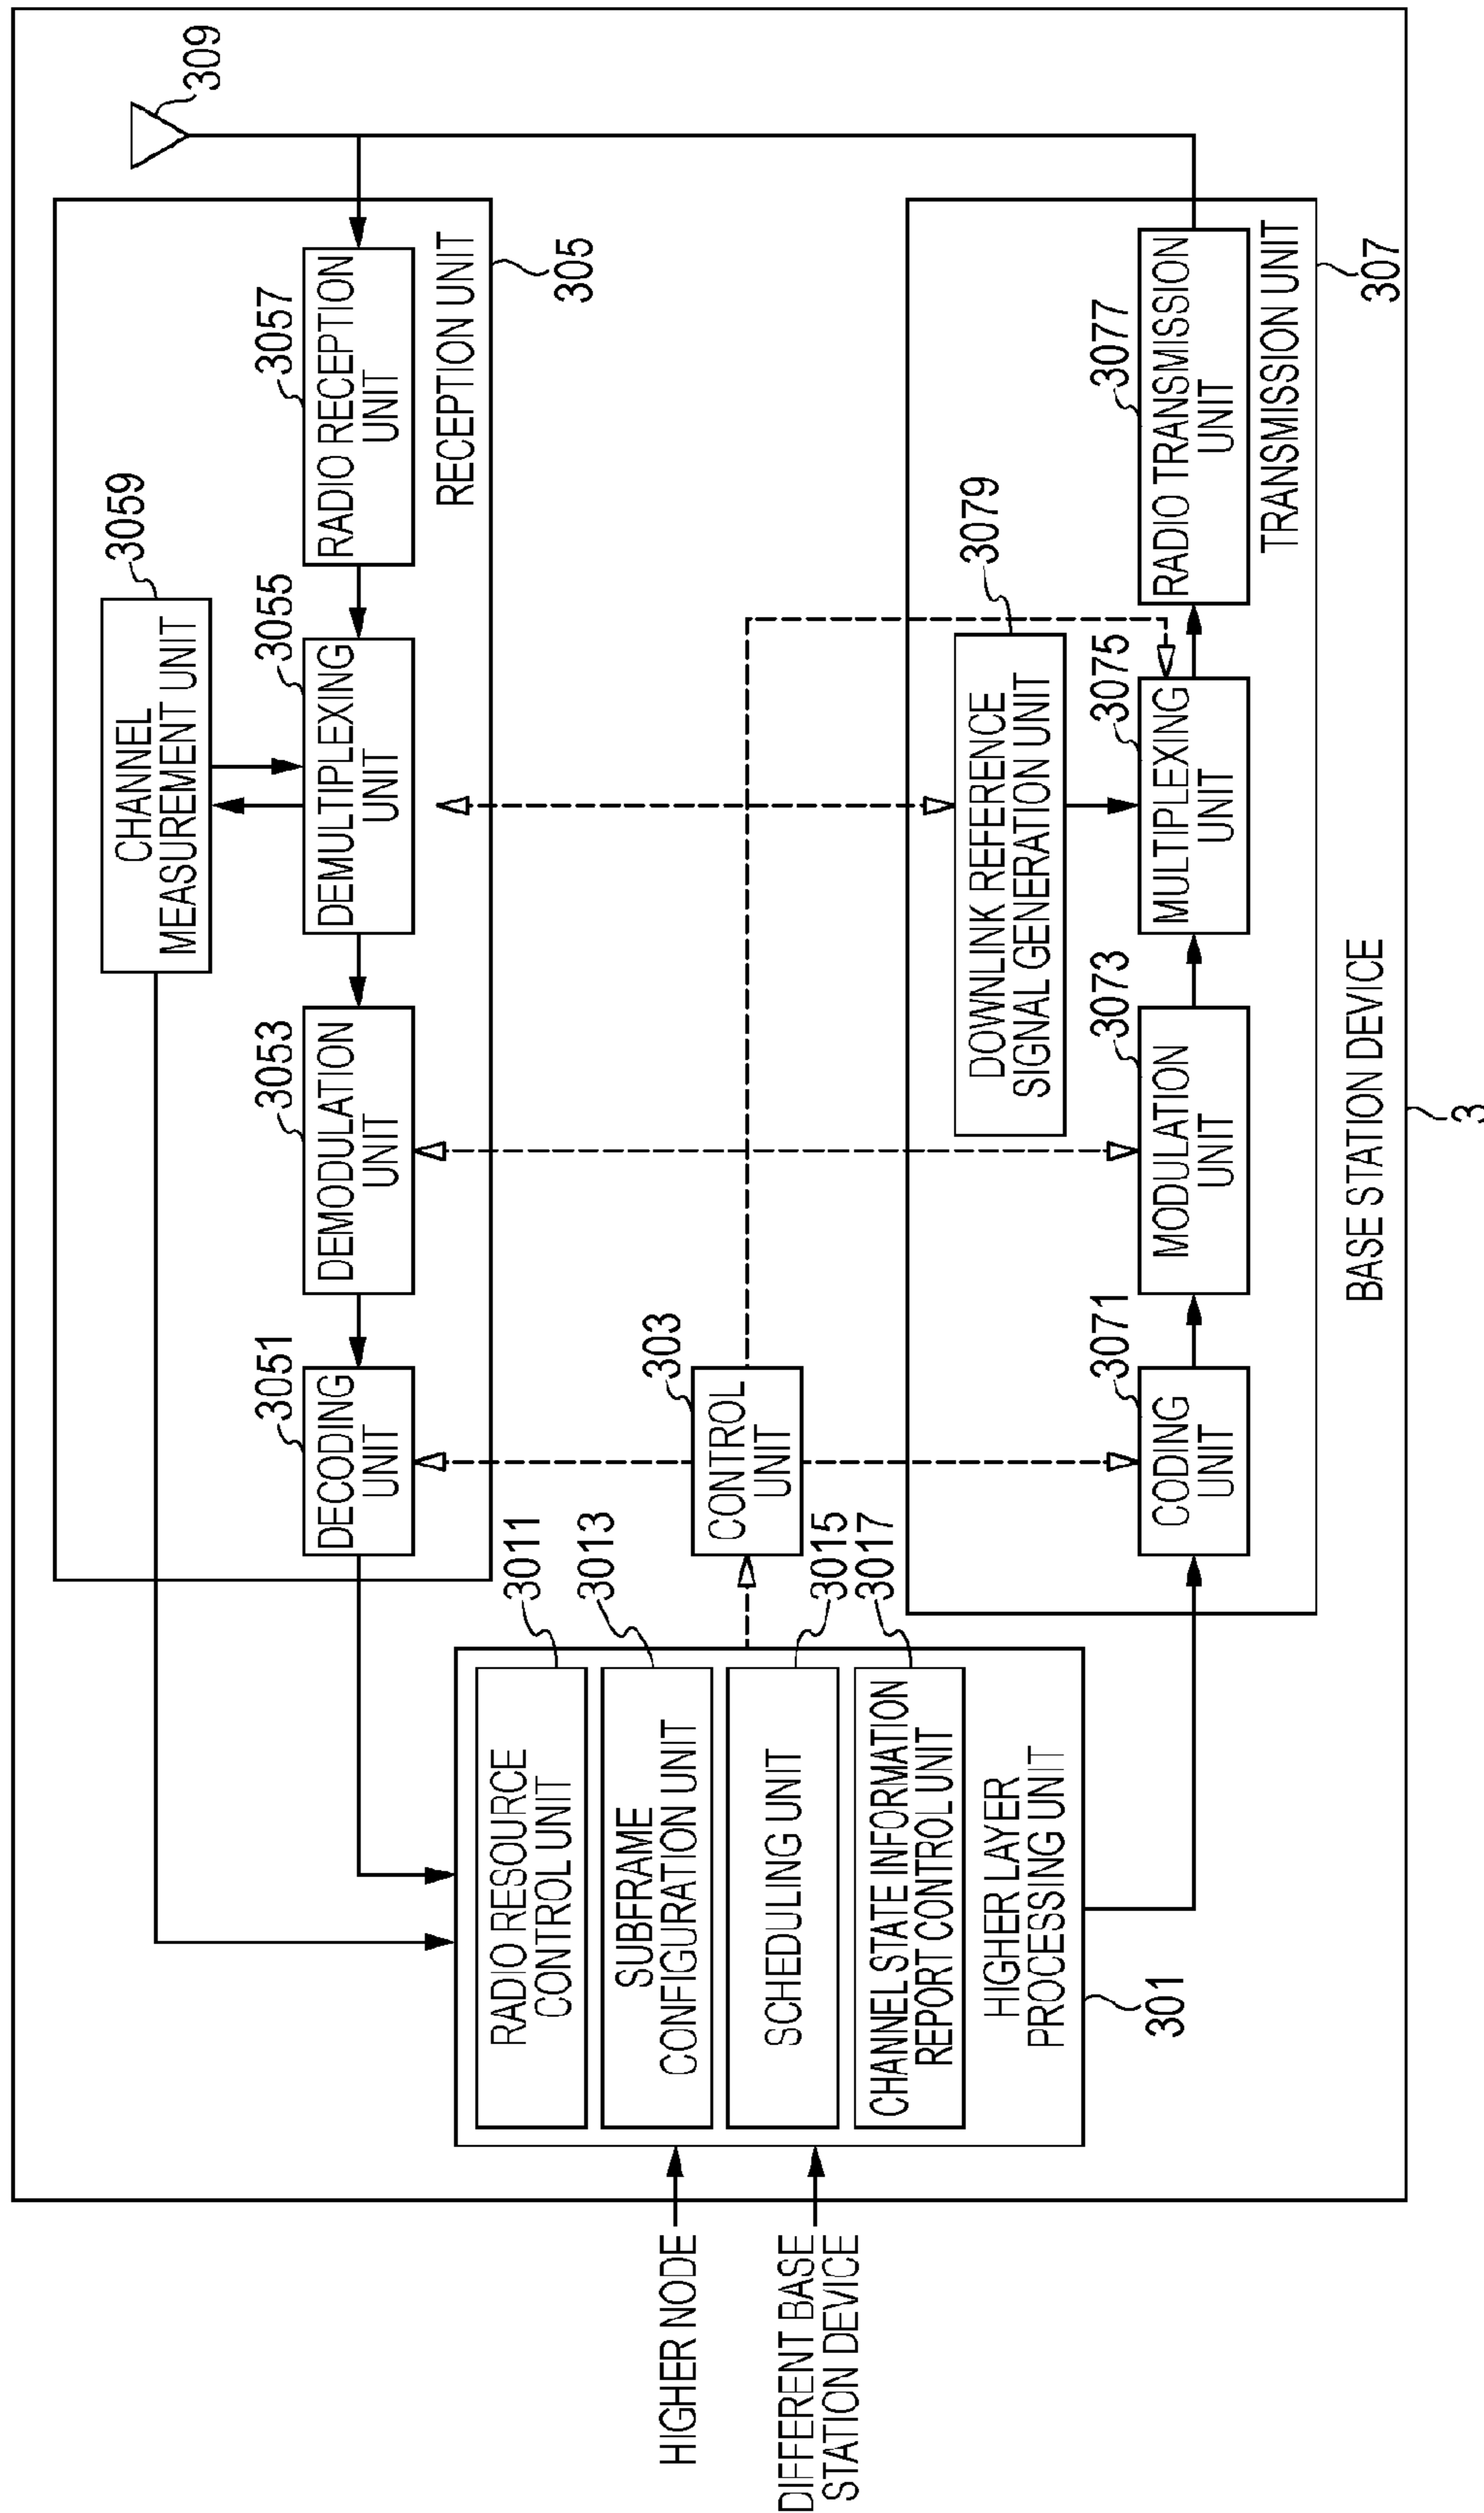 HIGHER NODE
DIFFERENT BASE
STATION DEVICE
RADIO RESOURCE
CONTROL UNIT
3011
SUBFRAME
CONFIGURATION UNIT
3013
SCHEDULING UNIT
3015
CHANNEL STATE INFORMATION
REPORT CONTROL UNIT
3017
HIGHER LAYER
PROCESSING UNIT
301
CONTROL
UNIT
303
CHANNEL
MEASUREMENT UNIT
3059
DECODING
UNIT
3051
DEMODULATION
UNIT
3053
DEMULTIPLEXING
UNIT
3055
RADIO RECEPTION
UNIT
3057
RECEPTION UNIT
305
309
DOWNLINK REFERENCE
SIGNAL GENERATION UNIT
3079
CODING
UNIT
3071
MODULATION
UNIT
3073
MULTIPLEXING
UNIT
3075
RADIO TRANSMISSION
UNIT
3077
TRANSMISSION UNIT
307
BASE STATION DEVICE
3